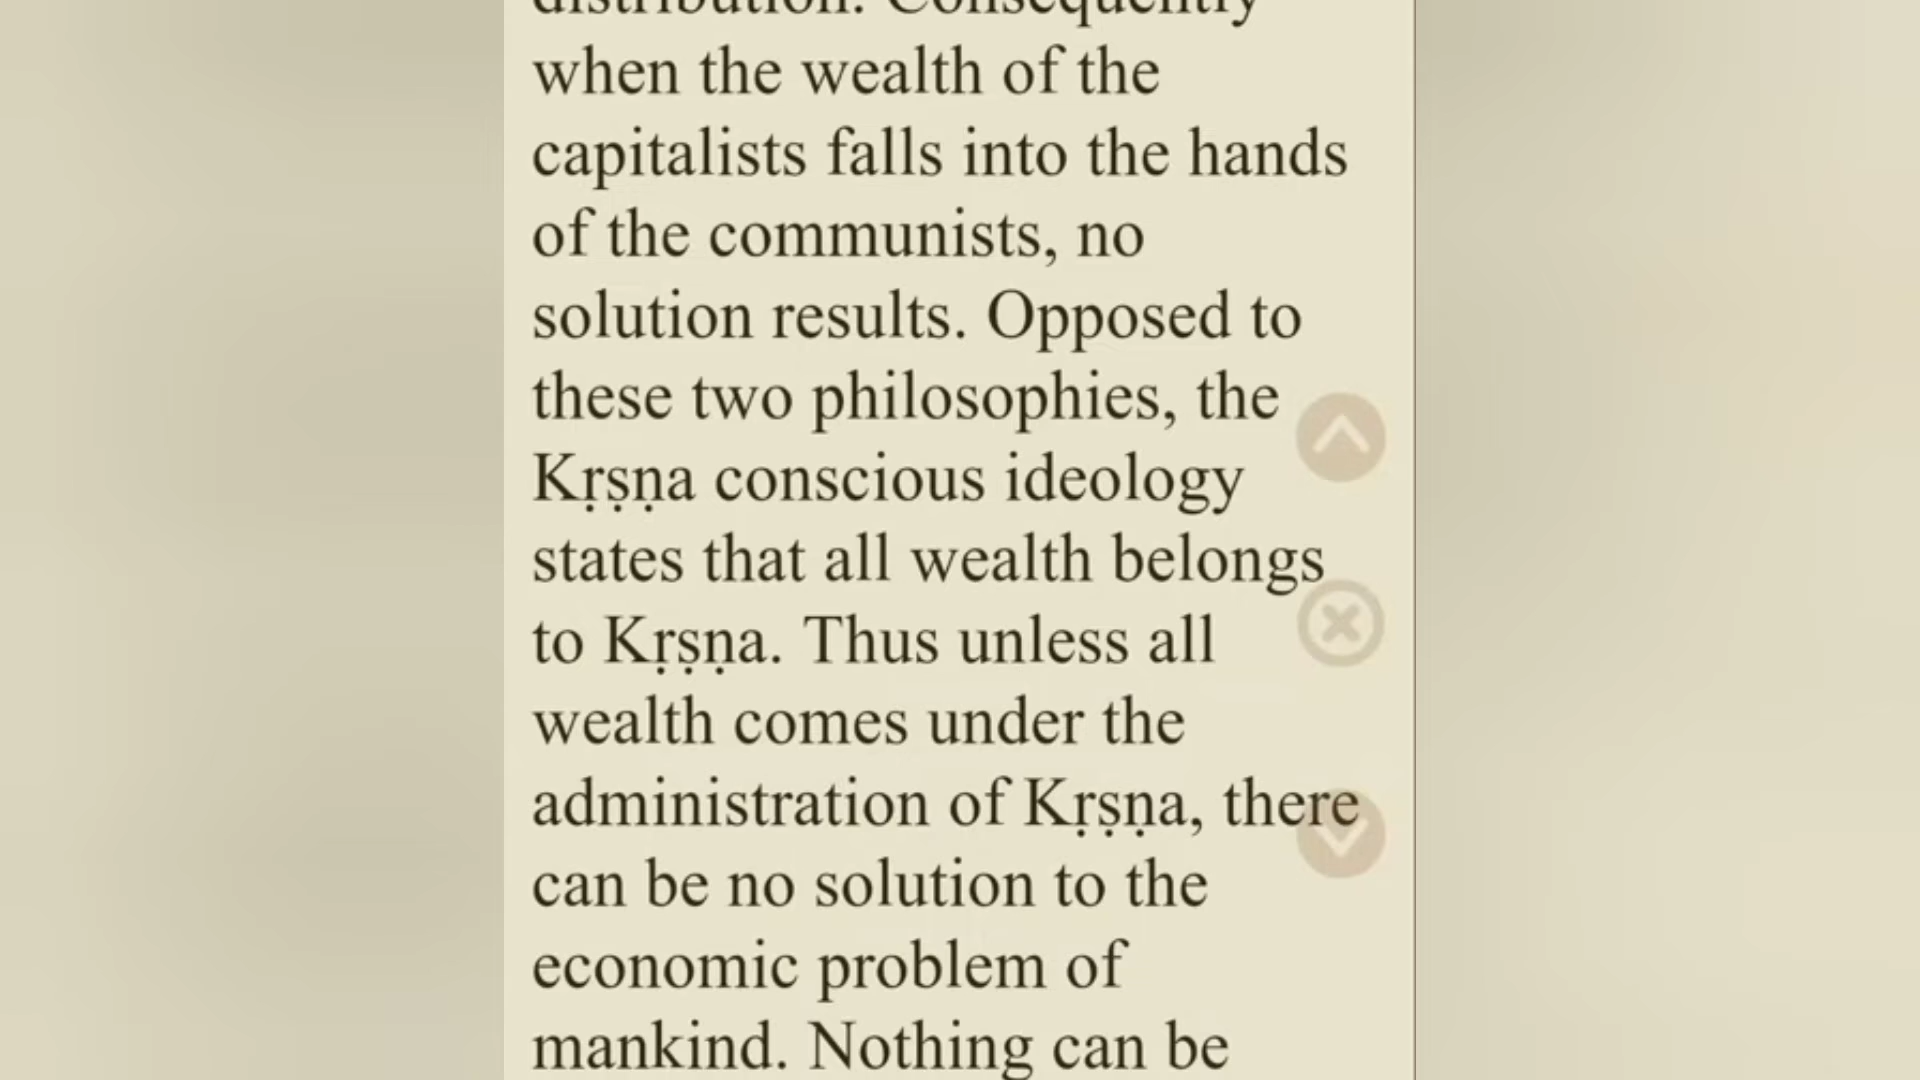 distribution. Consequently
when the wealth of the
capitalists falls into the hands
of the communists, no
solution results. Opposed to
these two philosophies, the
Kṛṣṇa conscious ideology
states that all wealth belongs
to Kṛṣṇa. Thus unless all
wealth comes under the
administration of Kṛṣṇa, there
can be no solution to the
economic problem of
mankind. Nothing can be